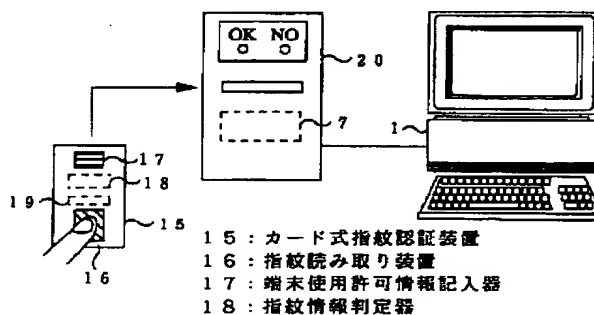 OK NO
20
7
1
17
18
19
15
16
15：カード式指紋認証装置
16：指紋読み取り装置
17：端末使用許可情報記入器
18：指紋情報判定器